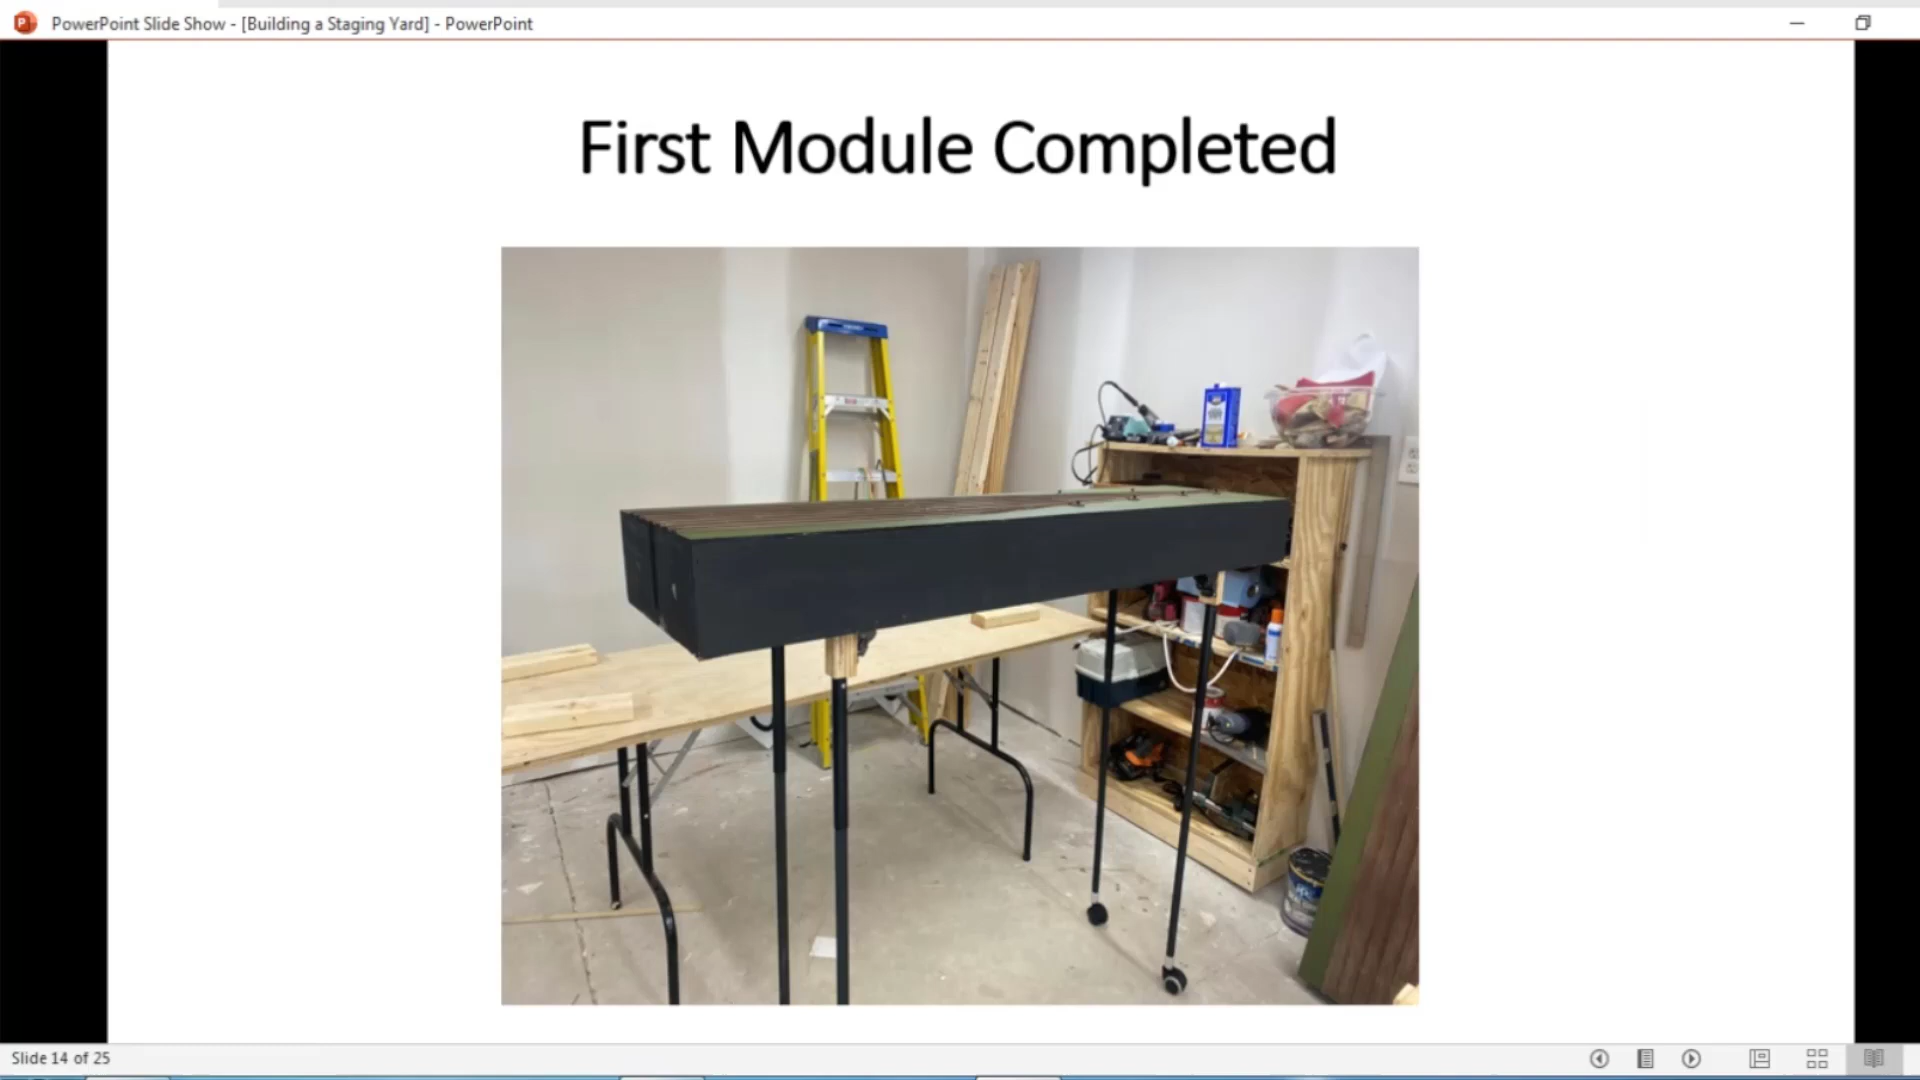 PowerPoint Slide Show - [Building a Staging Yard] - PowerPoint
First Module Completed
Slide 14 of 25